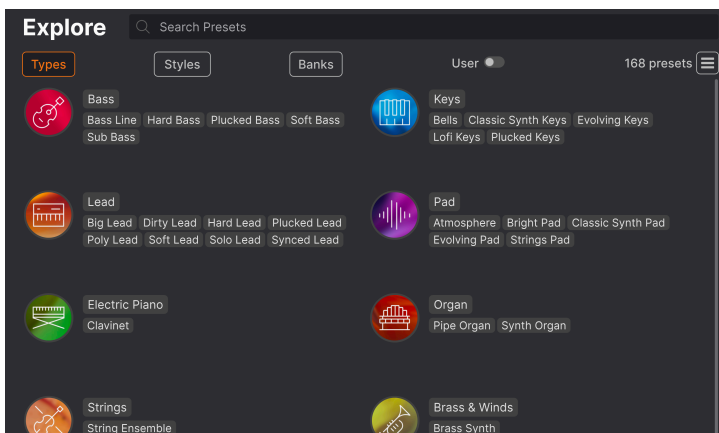 Explore
Search Presets
Types
Styles
Banks
User
168 presets
Bass
Bass Line Hard Bass Plucked Bass Soft Bass
Sub Bass
Keys
Bells Classic Synth Keys Evolving Keys
Lofi Keys Plucked Keys
Lead
Big Lead Dirty Lead Hard Lead Plucked Lead
Poly Lead Soft Lead Solo Lead Synced Lead
Pad
Atmosphere Bright Pad Classic Synth Pad
Evolving Pad Strings Pad
Electric Piano
Clavinet
Organ
Pipe Organ Synth Organ
Strings
String Ensemble
Brass & Winds
Brass Synth